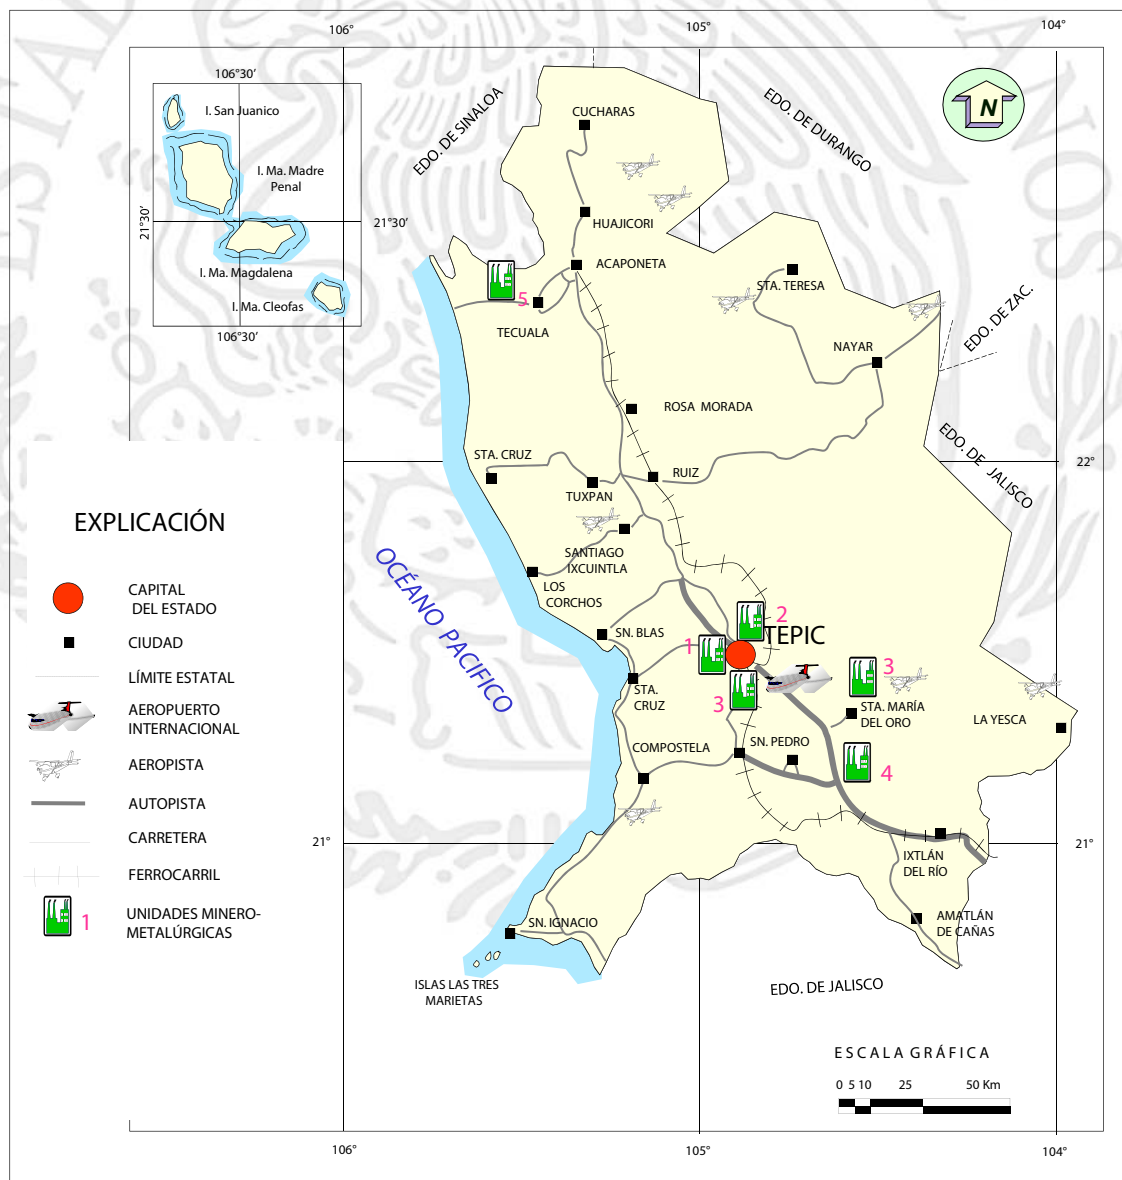 106°
105°
104°
106°30'
I. San Juanico
I. Ma. Madre
Penal
21°30'
21°30'
I. Ma. Magdalena
I. Ma. Cleofas
106°30'
EDO. DE SINALOA
EDO. DE DURANGO
N
CUCHARAS
HUAJICORI
ACAPONETA
5
TECUALA
STA. TERESA
NAYAR
EDO. DE ZAC.
ROSA MORADA
EDO. DE JALISCO
STA. CRUZ
TUXPAN
RUIZ
22°
SANTIAGO
IXCUINTLA
LOS
CORCHOS
OCÉANO PACIFICO
SN. BLAS
2
TEPIC
1
3
3
STA.
CRUZ
STA. MARÍA
DEL ORO
LA YESCA
COMPOSTELA
SN. PEDRO
4
21°
21°
IXTLÁN
DEL RÍO
SN. IGNACIO
AMATLÁN
DE CAÑAS
ISLAS LAS TRES
MARIETAS
EDO. DE JALISCO
EXPLICACIÓN
CAPITAL
DEL ESTADO
CIUDAD
LÍMITE ESTATAL
AEROPUERTO
INTERNACIONAL
AEROPISTA
AUTOPISTA
CARRETERA
FERROCARRIL
1
UNIDADES MINERO-
METALÚRGICAS
ESCALA GRÁFICA
0 5 10 25 50 Km
106°
105°
104°